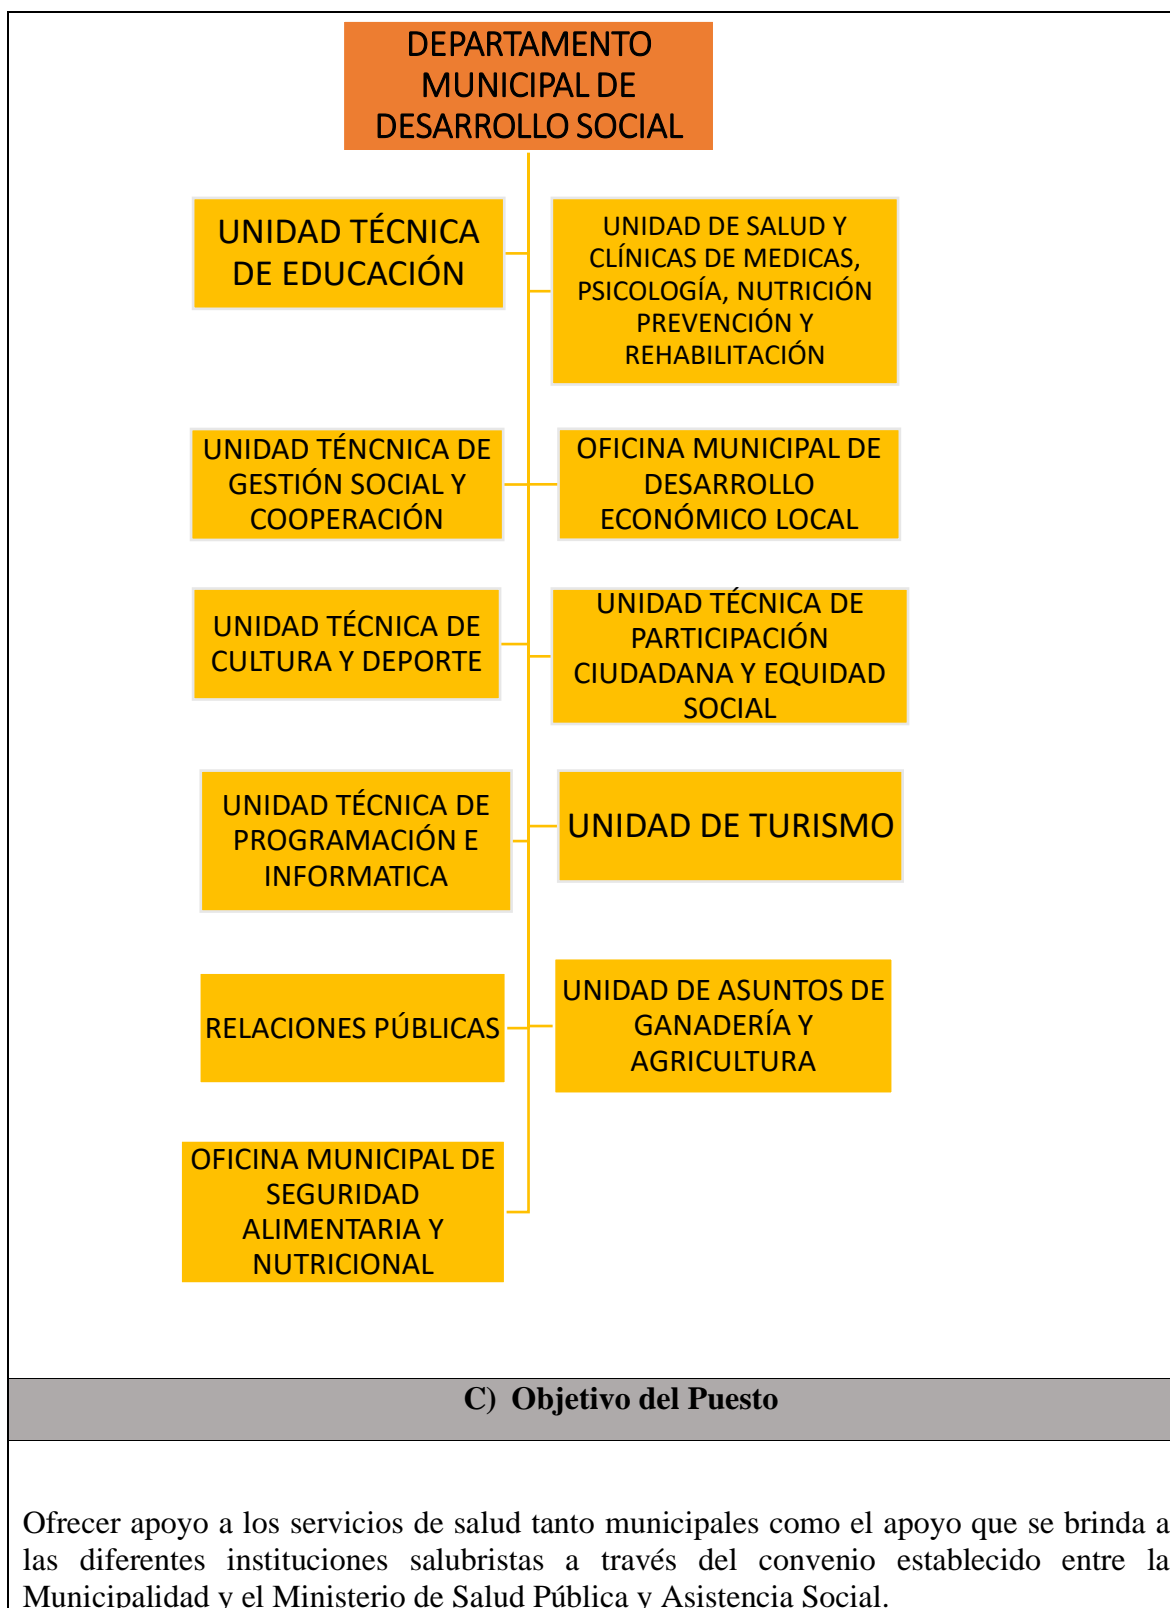 DEPARTAMENTO
MUNICIPAL DE
DESARROLLO SOCIAL
UNIDAD TÉCNICA
DE EDUCACIÓN
UNIDAD DE SALUD Y
CLÍNICAS DE MEDICAS,
PSICOLOGÍA, NUTRICIÓN
PREVENCIÓN Y
REHABILITACIÓN
UNIDAD TÉNCNICA DE
GESTIÓN SOCIAL Y
COOPERACIÓN
OFICINA MUNICIPAL DE
DESARROLLO
ECONÓMICO LOCAL
UNIDAD TÉCNICA DE
CULTURA Y DEPORTE
UNIDAD TÉCNICA DE
PARTICIPACIÓN
CIUDADANA Y EQUIDAD
SOCIAL
UNIDAD TÉCNICA DE
PROGRAMACIÓN E
INFORMATICA
UNIDAD DE TURISMO
RELACIONES PÚBLICAS
UNIDAD DE ASUNTOS DE
GANADERÍA Y
AGRICULTURA
OFICINA MUNICIPAL DE
SEGURIDAD
ALIMENTARIA Y
NUTRICIONAL
C) Objetivo del Puesto
Ofrecer apoyo a los servicios de salud tanto municipales como el apoyo que se brinda a
las diferentes instituciones salubristas a través del convenio establecido entre la
Municipalidad y el Ministerio de Salud Pública y Asistencia Social.